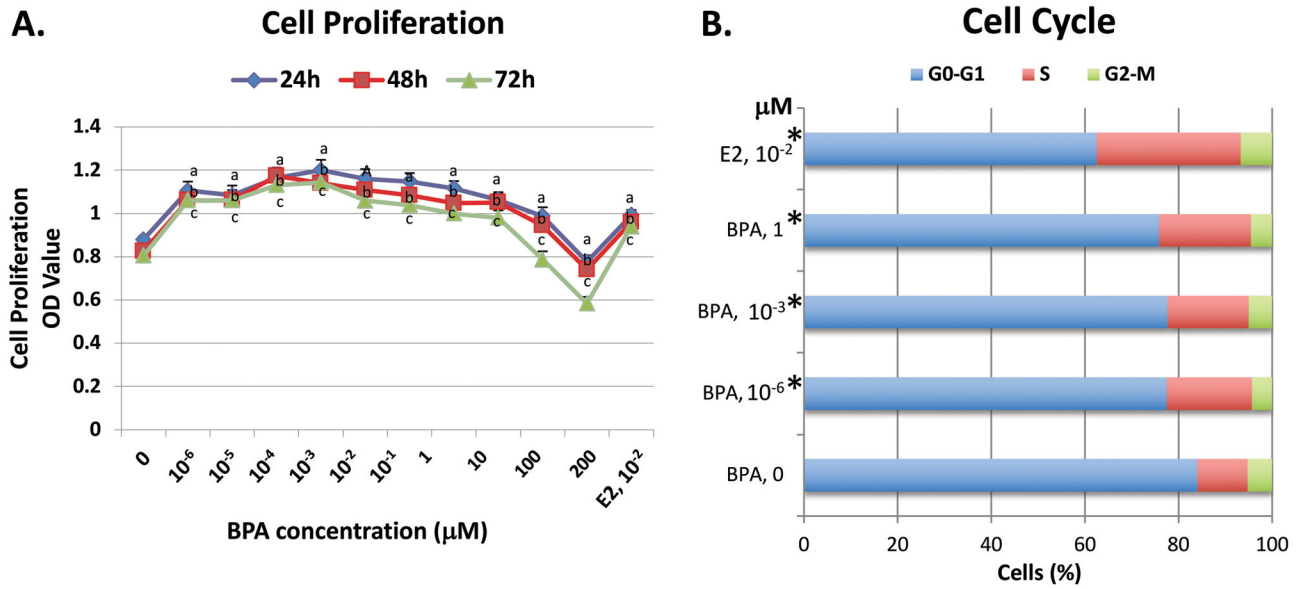 A.
Cell Proliferation
24h
48h
72h
Cell Proliferation
OD Value
1.4
1.2
1
0.8
0.6
0.4
0.2
0
a a a a A a a a a a a
b b b b b b b b b b b
c c c c c c c c c c c
0
10⁻⁶
10⁻⁵
10⁻⁴
10⁻³
10⁻²
10⁻¹
1
10
100
200
E2, 10⁻²
BPA concentration (μM)
B.
Cell Cycle
G0-G1
S
G2-M
μM
E2, 10⁻² *
BPA, 1 *
BPA, 10⁻³ *
BPA, 10⁻⁶ *
BPA, 0
0 20 40 60 80 100
Cells (%)